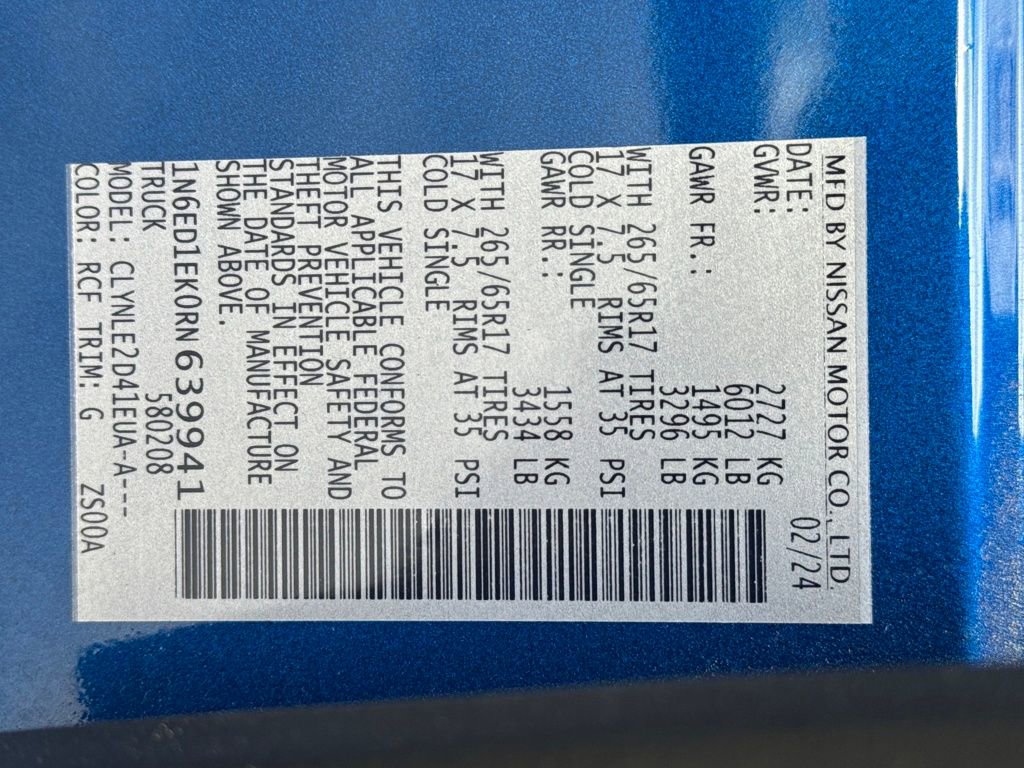 MFD BY NISSAN MOTOR CO., LTD.
DATE: 02/24
GVWR: 2727 KG
6012 LB
GAWR FR.: 1495 KG
3296 LB
WITH 265/65R17 TIRES
17 X 7.5 RIMS AT 35 PSI
COLD SINGLE
GAWR RR.: 1558 KG
3434 LB
WITH 265/65R17 TIRES
17 X 7.5 RIMS AT 35 PSI
COLD SINGLE
THIS VEHICLE CONFORMS TO
ALL APPLICABLE FEDERAL
MOTOR VEHICLE SAFETY AND
THEFT PREVENTION
STANDARDS IN EFFECT ON
THE DATE OF MANUFACTURE
SHOWN ABOVE.
1N6ED1EK0RN639941
TRUCK 580208
MODEL: CLYNLE2D41EUA-A---
COLOR: RCF TRIM: G ZS00A